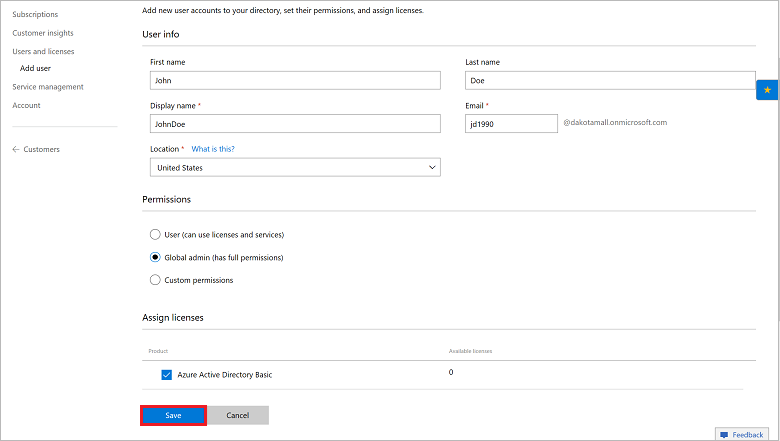 Subscriptions
Customer insights
Users and licenses
Add user
Service management
Account
← Customers
Add new user accounts to your directory, set their permissions, and assign licenses.
User info
First name
Last name
John
Doe
Display name *
Email *
JohnDoe
jd1990
@dakotamall.onmicrosoft.com
Location * What is this?
United States
Permissions
User (can use licenses and services)
Global admin (has full permissions)
Custom permissions
Assign licenses
Product
Available licenses
Azure Active Directory Basic
0
Save
Cancel
Feedback